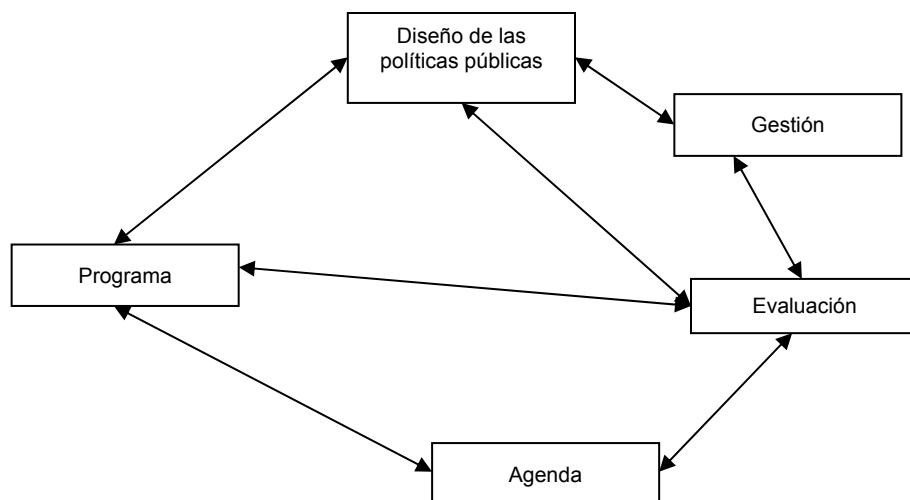 Diseño de las
políticas públicas
Gestión
Programa
Evaluación
Agenda